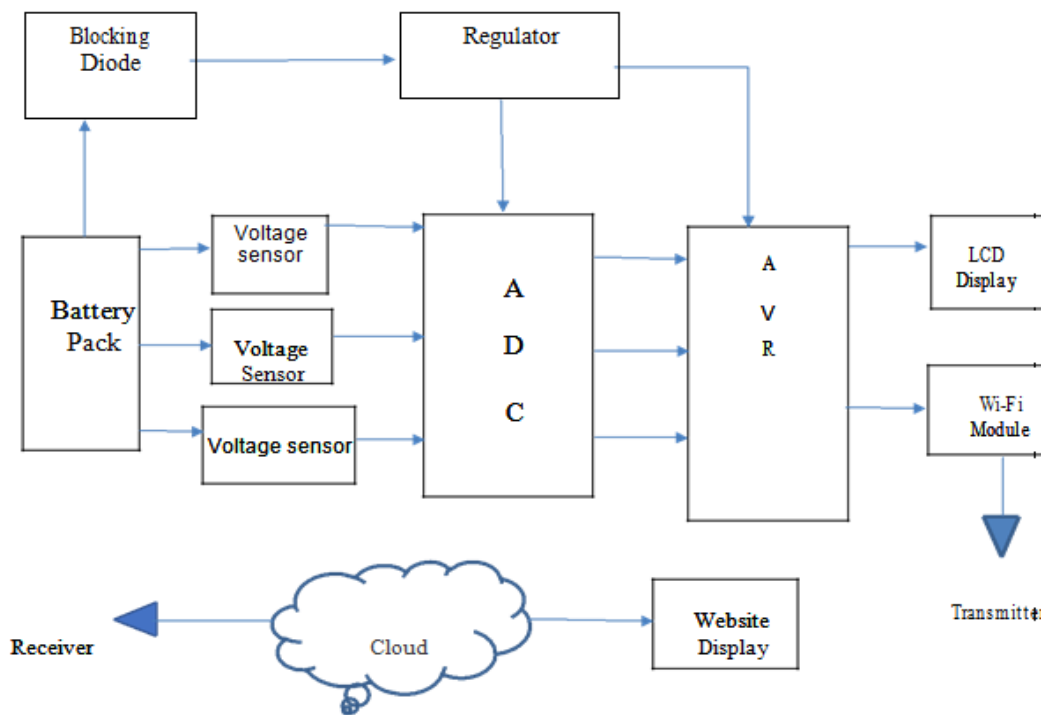 Blocking
Diode
Regulator
Battery
Pack
Voltage
sensor
Voltage
Sensor
Voltage sensor
A
D
C
A
V
R
LCD
Display
Wi-Fi
Module
Transmitter
Receiver
Cloud
Website
Display